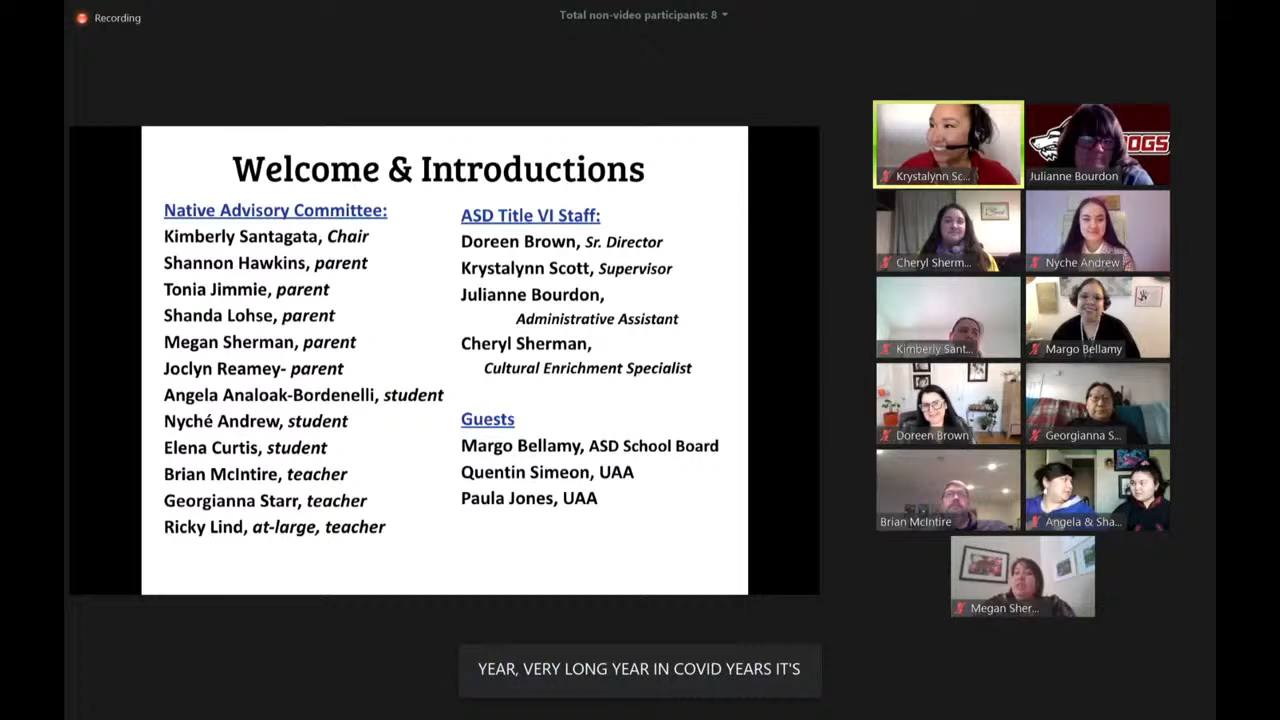 Recording
Total non-video participants: 8
Welcome & Introductions
Native Advisory Committee:
Kimberly Santagata, Chair
Shannon Hawkins, parent
Tonia Jimmie, parent
Shanda Lohse, parent
Megan Sherman, parent
Joclyn Reamey- parent
Angela Analoak-Bordenelli, student
Nyché Andrew, student
Elena Curtis, student
Brian McIntire, teacher
Georgianna Starr, teacher
Ricky Lind, at-large, teacher
ASD Title VI Staff:
Doreen Brown, Sr. Director
Krystalynn Scott, Supervisor
Julianne Bourdon,
Administrative Assistant
Cheryl Sherman,
Cultural Enrichment Specialist
Guests
Margo Bellamy, ASD School Board
Quentin Simeon, UAA
Paula Jones, UAA
Krystalynn Sc...
OGS
Julianne Bourdon
Cheryl Sherm...
Nyche Andrew
Kimberly Sant...
Margo Bellamy
Doreen Brown
Georgianna S...
Brian McIntire
Angela & Sha...
Megan Sher...
YEAR, VERY LONG YEAR IN COVID YEARS IT'S